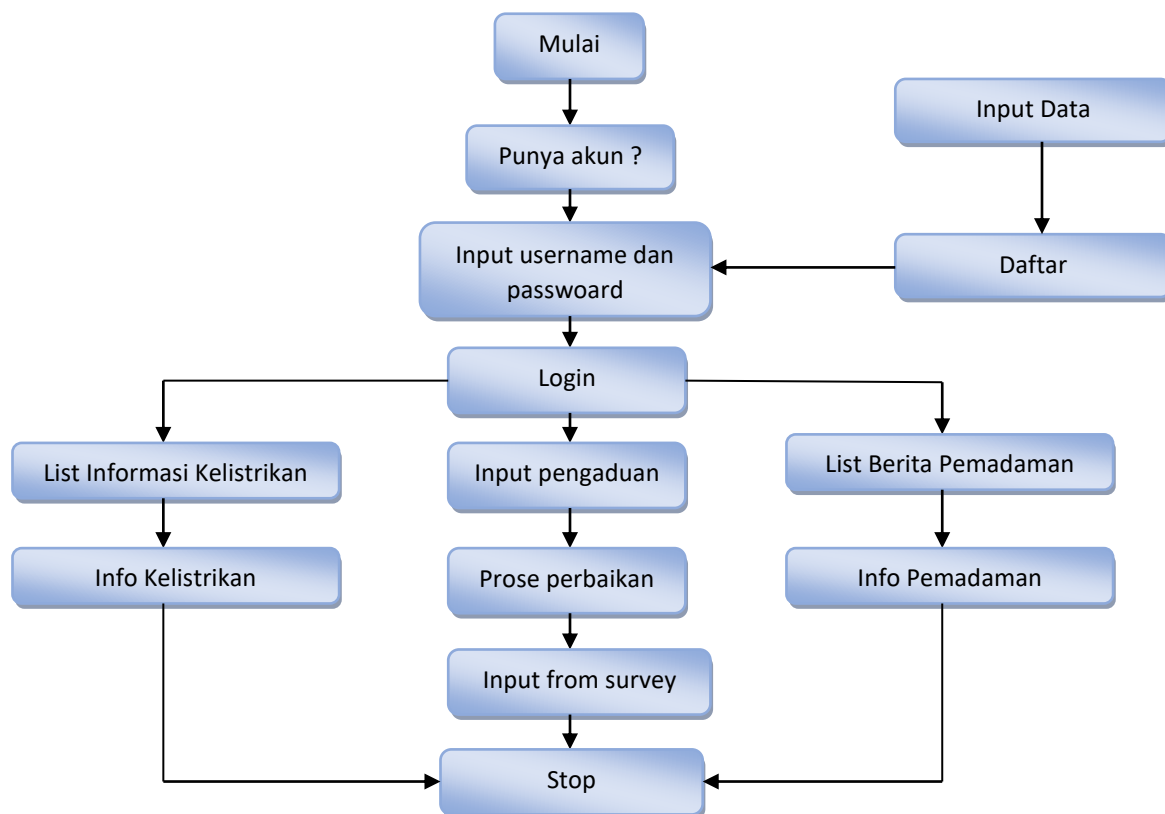 Mulai
Input Data
Punya akun ?
Input username dan
passwoard
Daftar
Login
List Informasi Kelistrikan
Input pengaduan
List Berita Pemadaman
Info Kelistrikan
Prose perbaikan
Info Pemadaman
Input from survey
Stop